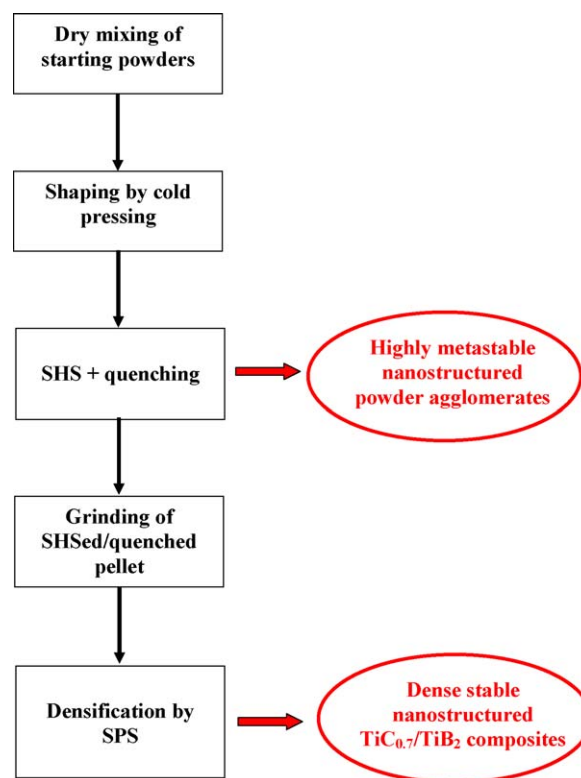 Dry mixing of
starting powders
Shaping by cold
pressing
SHS + quenching
Highly metastable
nanostructured
powder agglomerates
Grinding of
SHSed/quenched
pellet
Densification by
SPS
Dense stable
nanostructured
TiC₀.₇/TiB₂ composites